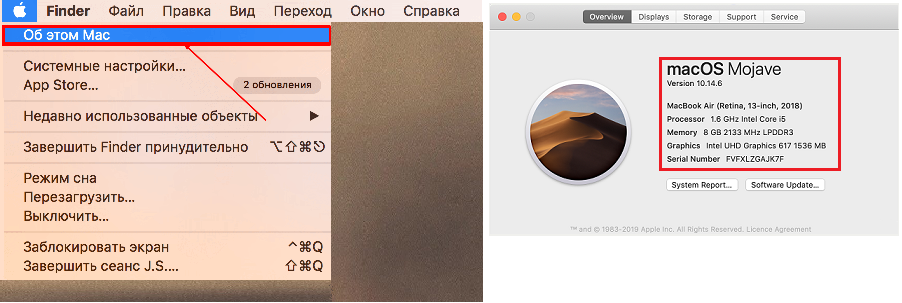 Finder Файл Правка Вид Переход Окно Справка
Об этом Mac
Системные настройки...
App Store... 2 обновления
Недавно использованные объекты ▶
Завершить Finder принудительно ⌥⇧⌘⎋
Режим сна
Перезагрузить...
Выключить...
Заблокировать экран ^⌘Q
Завершить сеанс J.S.... ⇧⌘Q
Overview Displays Storage Support Service
macOS Mojave
Version 10.14.6
MacBook Air (Retina, 13-inch, 2018)
Processor 1.6 GHz Intel Core i5
Memory 8 GB 2133 MHz LPDDR3
Graphics Intel UHD Graphics 617 1536 MB
Serial Number FVFXLZGAJK7F
System Report... Software Update...
™ and © 1983-2019 Apple Inc. All Rights Reserved. Licence Agreement